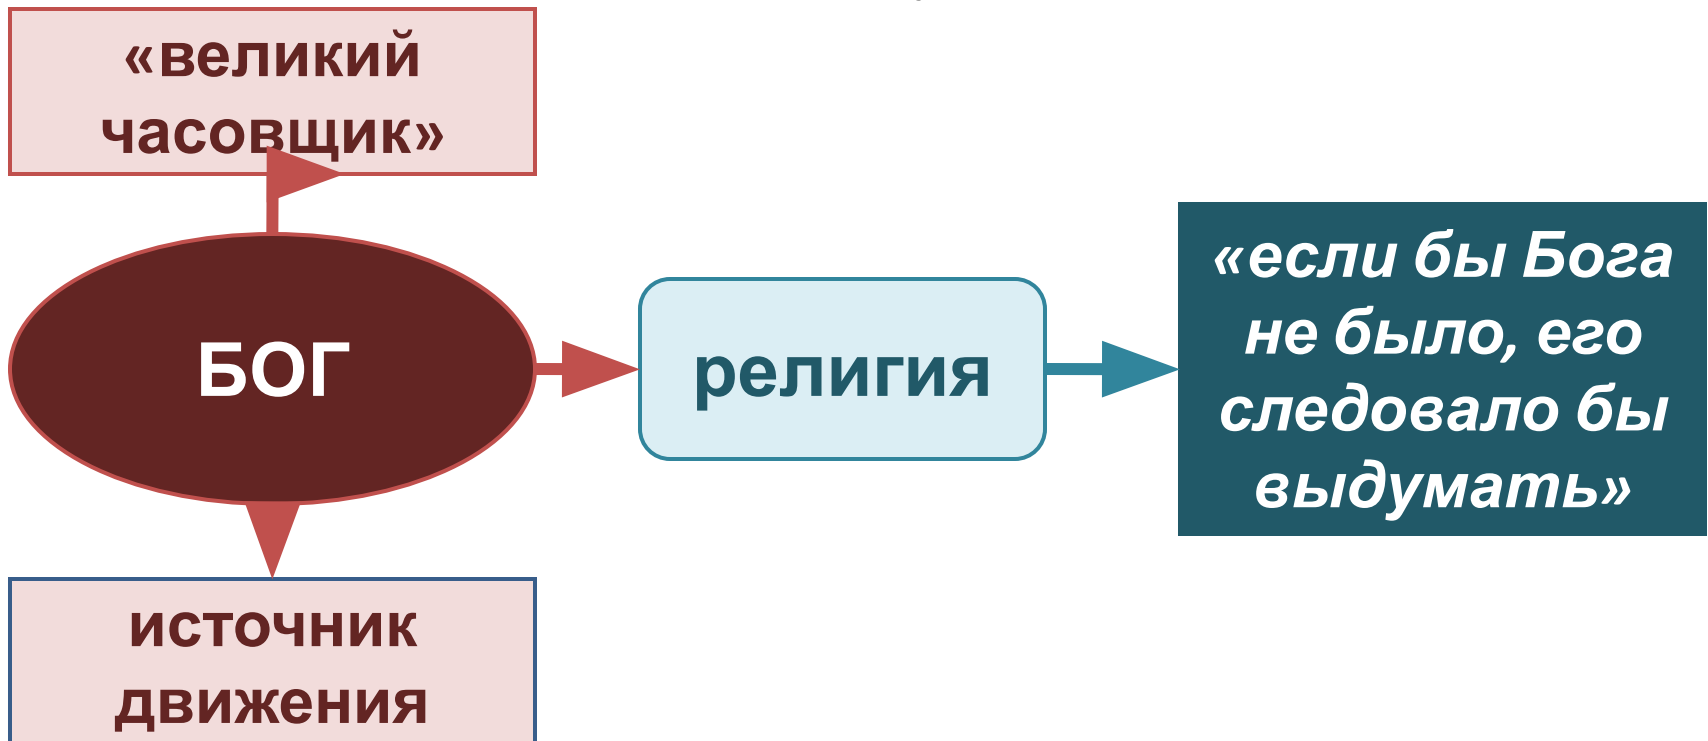 «великий
часовщик»
БОГ
религия
«если бы Бога
не было, его
следовало бы
выдумать»
источник
движения